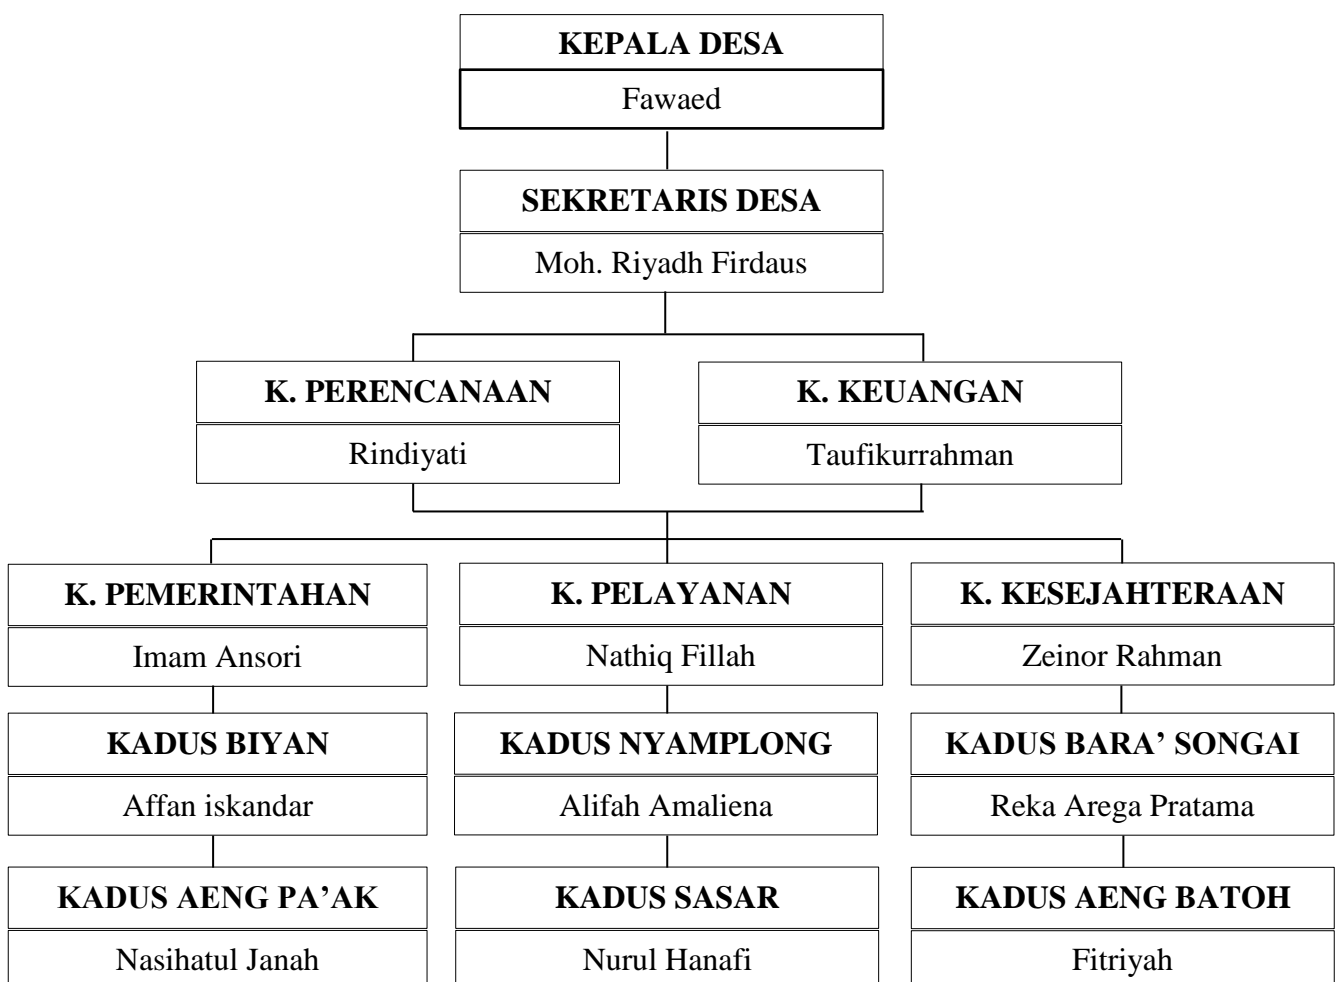 KEPALA DESA
Fawaed
SEKRETARIS DESA
Moh. Riyadh Firdaus
K. PERENCANAAN
Rindiyati
K. KEUANGAN
Taufikurrahman
K. PEMERINTAHAN
Imam Ansori
K. PELAYANAN
Nathiq Fillah
K. KESEJAHTERAAN
Zeinor Rahman
KADUS BIYAN
Affan iskandar
KADUS NYAMPLONG
Alifah Amaliena
KADUS BARA’ SONGAI
Reka Arega Pratama
KADUS AENG PA’AK
Nasihatul Janah
KADUS SASAR
Nurul Hanafi
KADUS AENG BATOH
Fitriyah